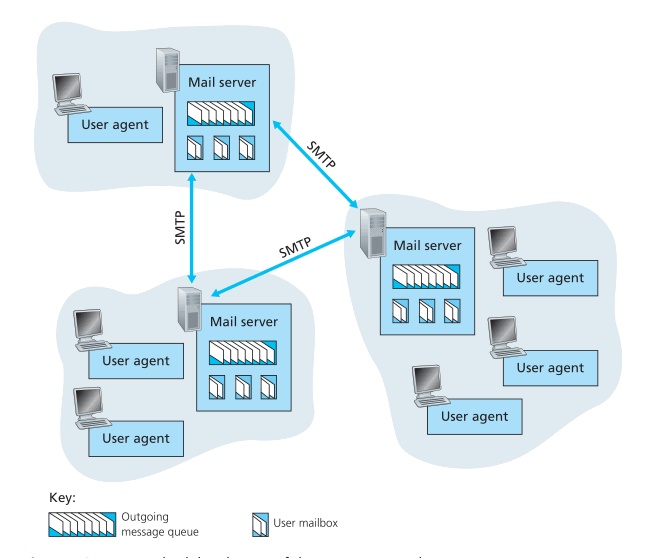 Mail server
User agent
SMTP
SMTP
SMTP
Mail server
User agent
Mail server
User agent
User agent
User agent
User agent
Key:
Outgoing
message queue
User mailbox